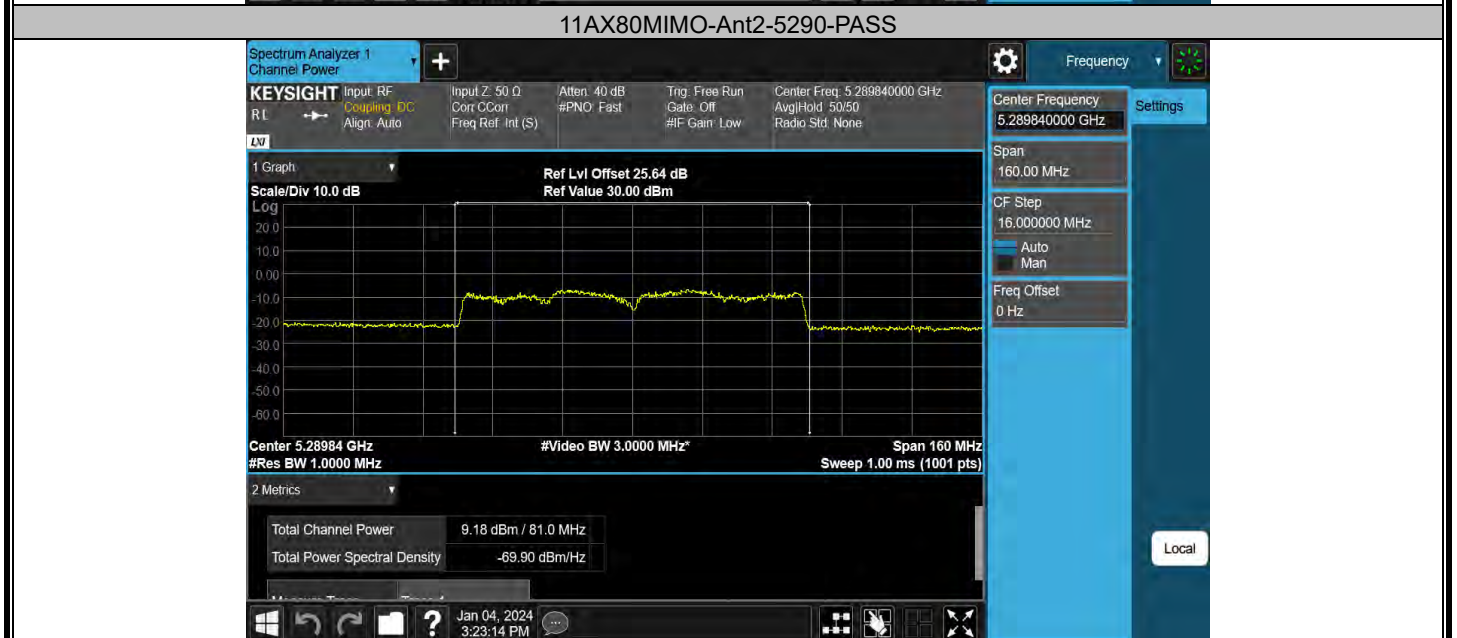 11AX80MIMO-Ant2-5290-PASS
Spectrum Analyzer 1
Channel Power
Frequency
KEYSIGHT
RL
LXI
Input: RF
Coupling: DC
Align: Auto
Input Z: 50 Ω
Corr CCorr
Freq Ref: Int (S)
Atten: 40 dB
#PNO: Fast
Trig: Free Run
Gate: Off
#IF Gain: Low
Center Freq: 5.289840000 GHz
Avg|Hold: 50/50
Radio Std: None
Center Frequency
5.289840000 GHz
Settings
Span
160.00 MHz
CF Step
16.000000 MHz
Auto
Man
Freq Offset
0 Hz
Local
1 Graph
Scale/Div 10.0 dB
Ref Lvl Offset 25.64 dB
Ref Value 30.00 dBm
Log
20.0
10.0
0.00
-10.0
-20.0
-30.0
-40.0
-50.0
-60.0
Center 5.28984 GHz
#Video BW 3.0000 MHz*
Span 160 MHz
#Res BW 1.0000 MHz
Sweep 1.00 ms (1001 pts)
2 Metrics
Total Channel Power 9.18 dBm / 81.0 MHz
Total Power Spectral Density -69.90 dBm/Hz
Jan 04, 2024
3:23:14 PM